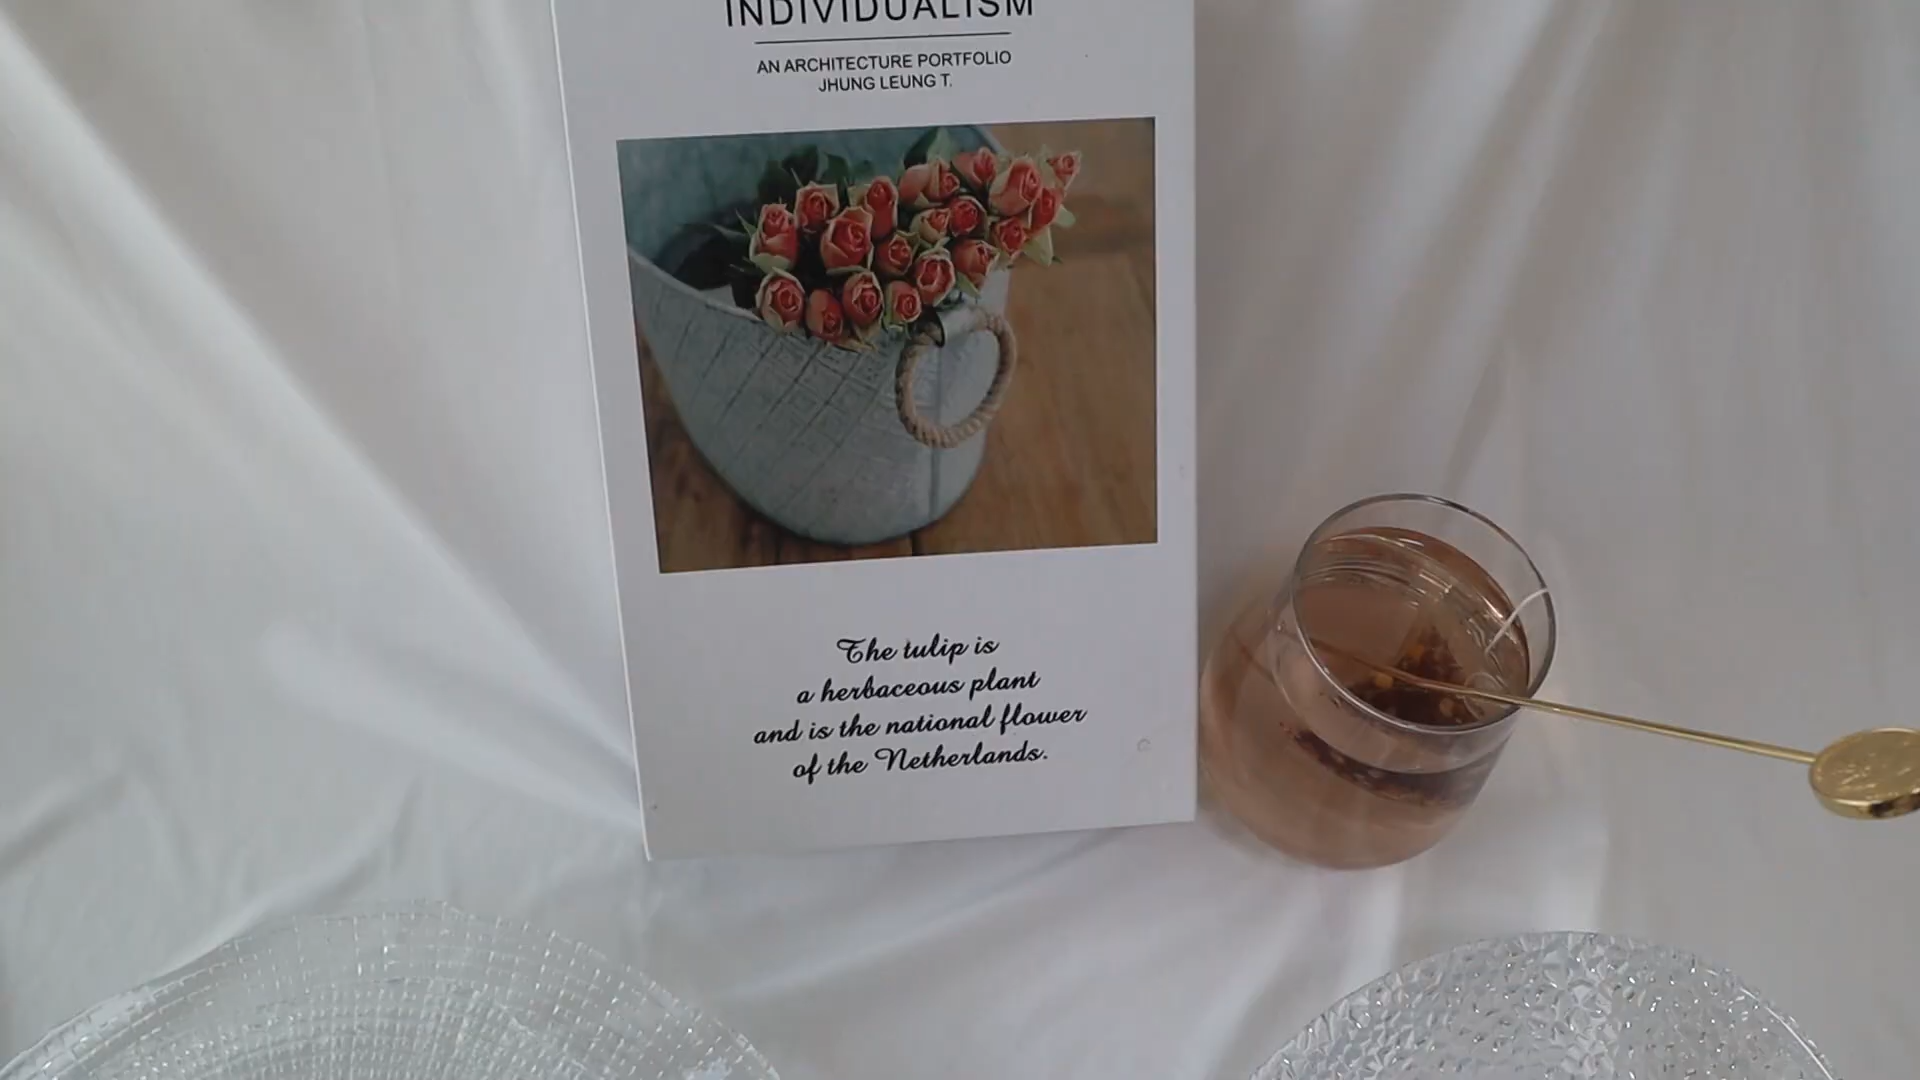 INDIVIDUALISM
AN ARCHITECTURE PORTFOLIO
JHUNG LEUNG T.
The tulip is
a herbaceous plant
and is the national flower
of the Netherlands.